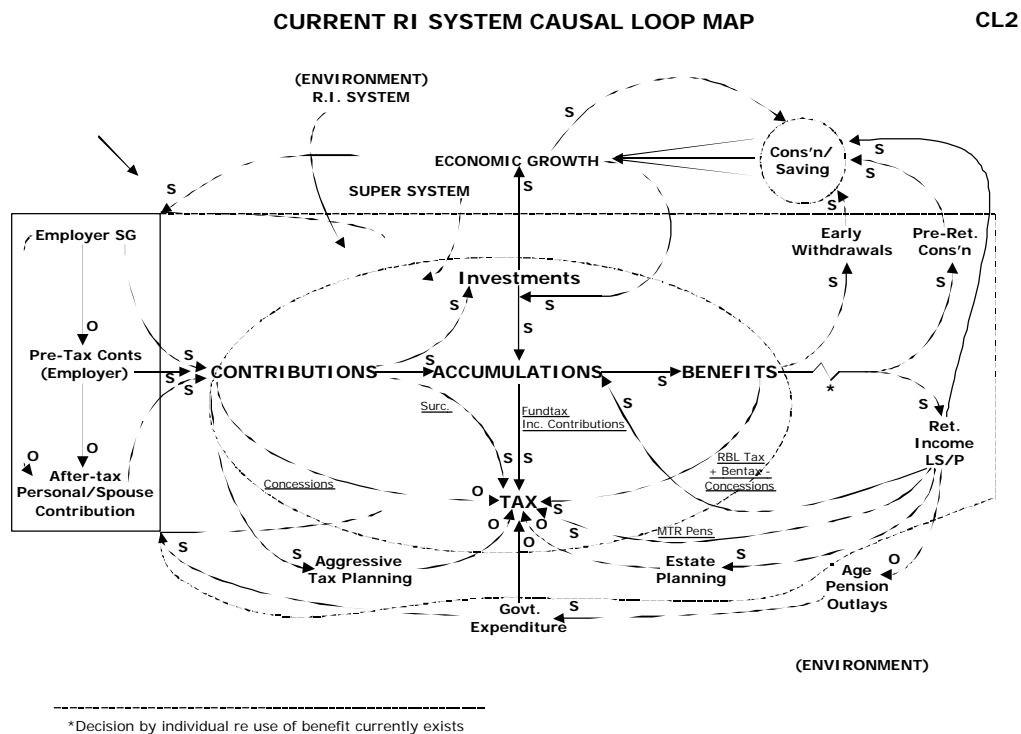 CURRENT RI SYSTEM CAUSAL LOOP MAP
CL2
(ENVIRONMENT)
R.I. SYSTEM
S
Cons'n/
Saving
ECONOMIC GROWTH
S
S
S
S
SUPER SYSTEM
S
S
Employer SG
Early
Withdrawals
Pre-Ret.
Cons'n
Investments
S
S
S
S
S
O
S
Pre-Tax Conts
(Employer)
S
S
S
CONTRIBUTIONS
S
ACCUMULATIONS
S
BENEFITS
*
S
S
Surc.
Fundtax
Inc. Contributions
Ret.
Income
LS/P
O
O
After-tax
Personal/Spouse
Contribution
S
S
RBL Tax
+ Bentax -
Concessions
Concessions
O
TAX
S
S
O
O
O
MTR Pens
S
S
Aggressive
Tax Planning
Estate
Planning
S
Age
Pension
Outlays
O
Govt.
Expenditure
S
(ENVIRONMENT)
*Decision by individual re use of benefit currently exists